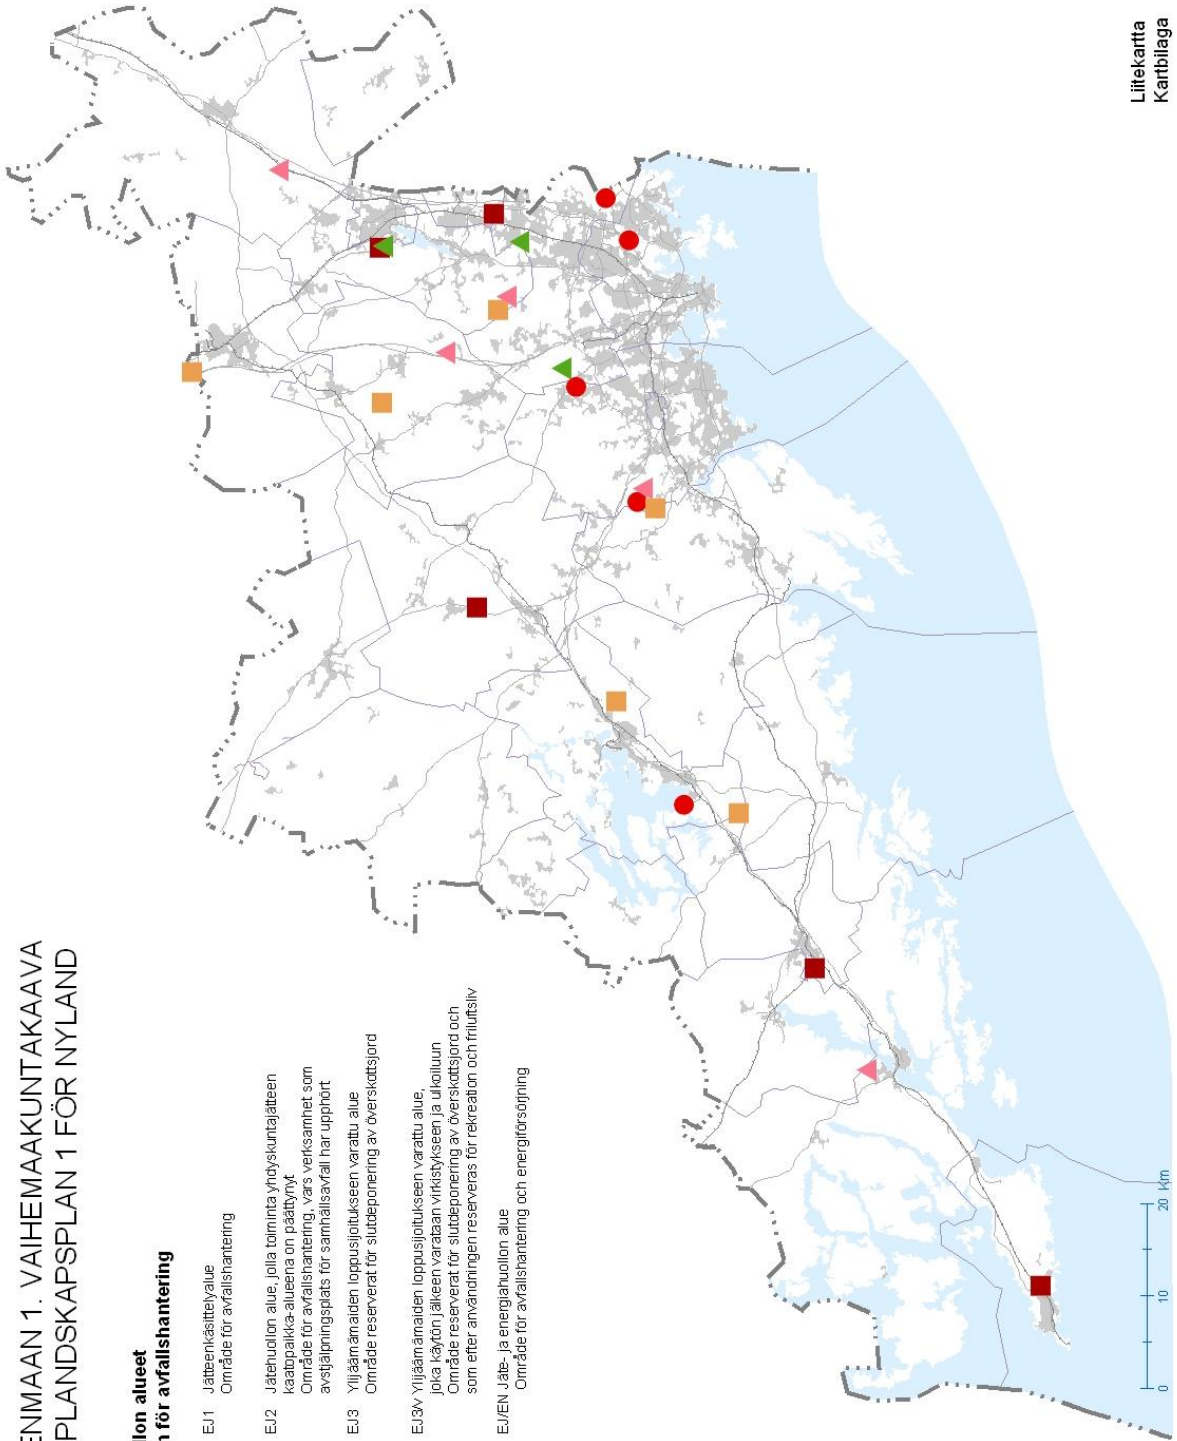 ENMAAN 1. VAIHEMAAKUNTAKAAVA
PLANDSKAPSPLAN 1 FÖR NYLAND
llon alueet
n för avfallshantering
EJ1 Jätteenkäsittelyalue
Område för avfallshantering
EJ2 Jätehuollon alue, jolla toiminta yhdyskuntajätteen
kaatopaikka-alueena on päättynyt
Område för avfallshantering, vars verksamhet som
avstjälpningsplats för samhällsavfall har upphört
EJ3 Ylijäämämaiden loppusijoitukseen varattu alue
Område reserverat för slutdeponering av överskottsjord
EJ3/v Ylijäämämaiden loppusijoitukseen varattu alue,
joka käytön jälkeen varataan virkistykseen ja ulkoiluun
Område reserverat för slutdeponering av överskottsjord och
som efter användningen reserveras för rekreation och friluftsliv
EJ/EN Jäte- ja energiahuollon alue
Område för avfallshantering och energiförsörjning
0 10 20 Km
Liitekartta
Kartbilaga